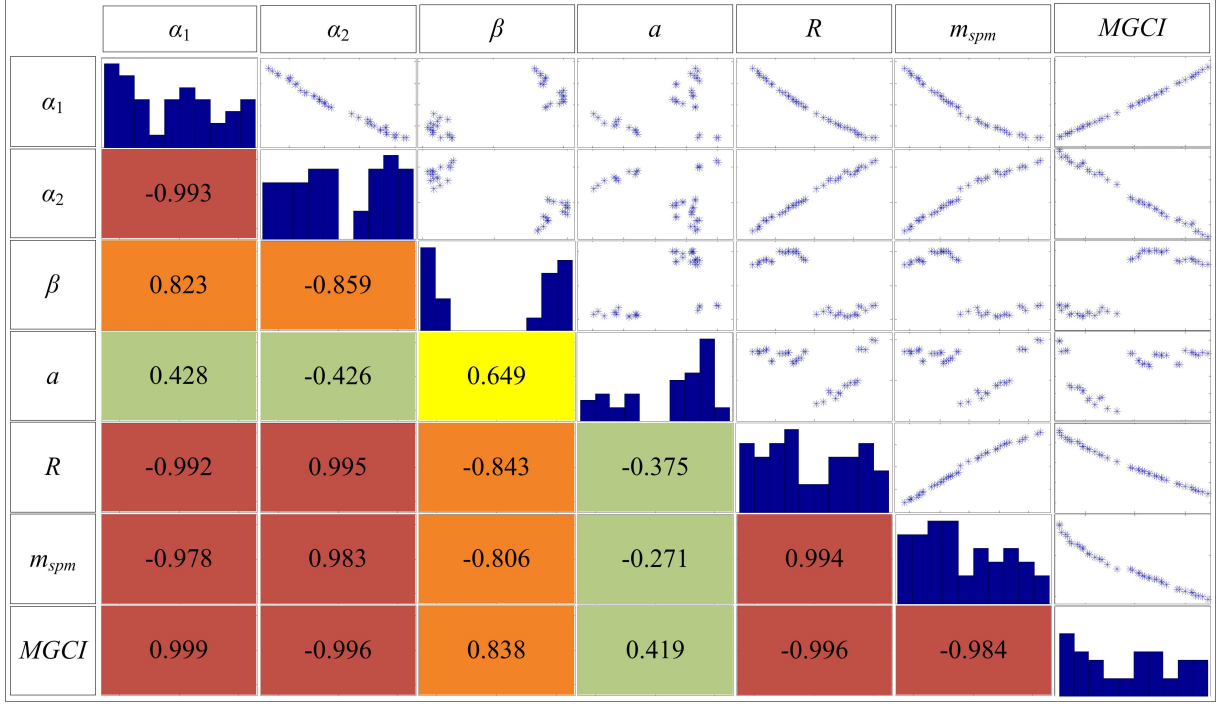 α1 α2 β a R mspm MGCI
α1
α2 -0.993
β 0.823 -0.859
a 0.428 -0.426 0.649
R -0.992 0.995 -0.843 -0.375
mspm -0.978 0.983 -0.806 -0.271 0.994
MGCI 0.999 -0.996 0.838 0.419 -0.996 -0.984